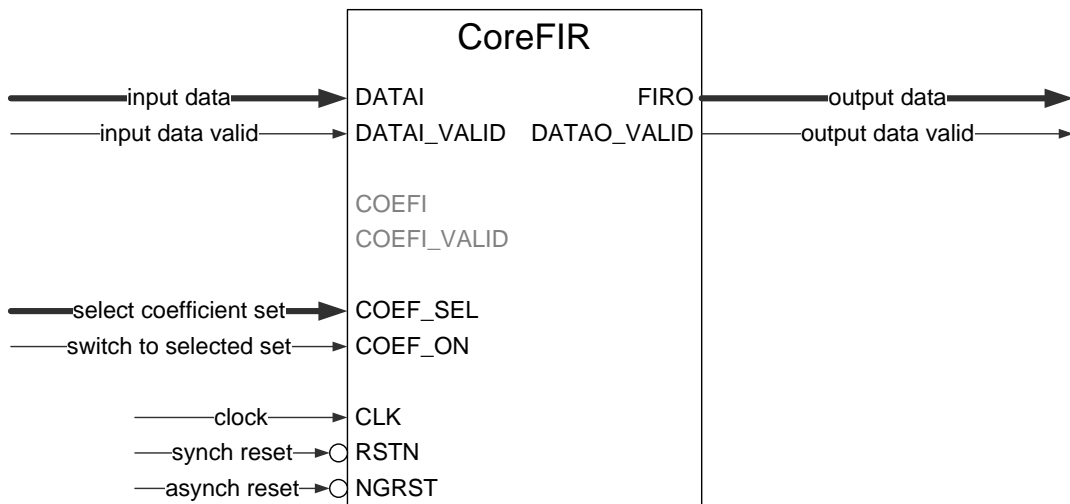 CoreFIR
input data DATAI FIRO output data
input data valid DATAI_VALID DATAO_VALID output data valid
COEFI
COEFI_VALID
select coefficient set COEF_SEL
switch to selected set COEF_ON
clock CLK
synch reset RSTN
asynch reset NGRST